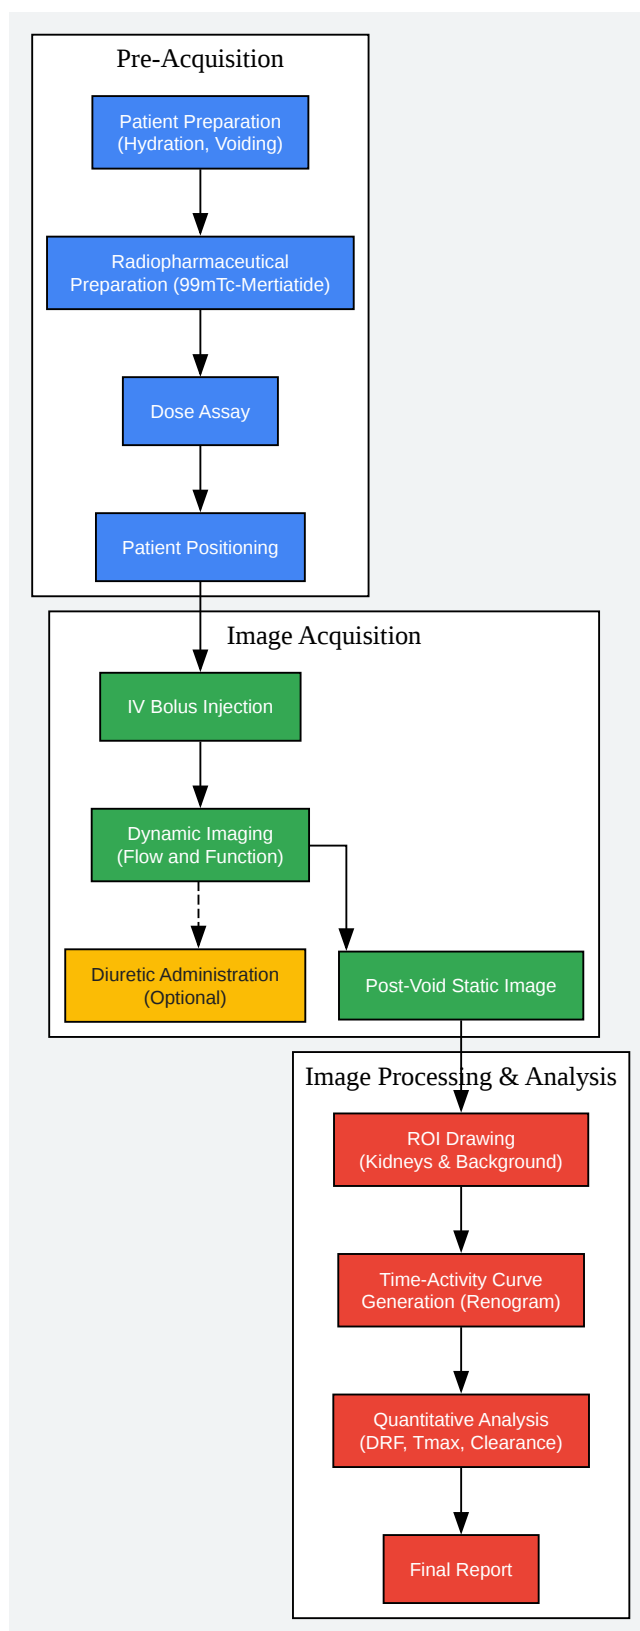 Pre-Acquisition
Patient Preparation
(Hydration, Voiding)
Radiopharmaceutical
Preparation (99mTc-Mertiatide)
Dose Assay
Patient Positioning
Image Acquisition
IV Bolus Injection
Dynamic Imaging
(Flow and Function)
Diuretic Administration
(Optional)
Post-Void Static Image
Image Processing & Analysis
ROI Drawing
(Kidneys & Background)
Time-Activity Curve
Generation (Renogram)
Quantitative Analysis
(DRF, Tmax, Clearance)
Final Report